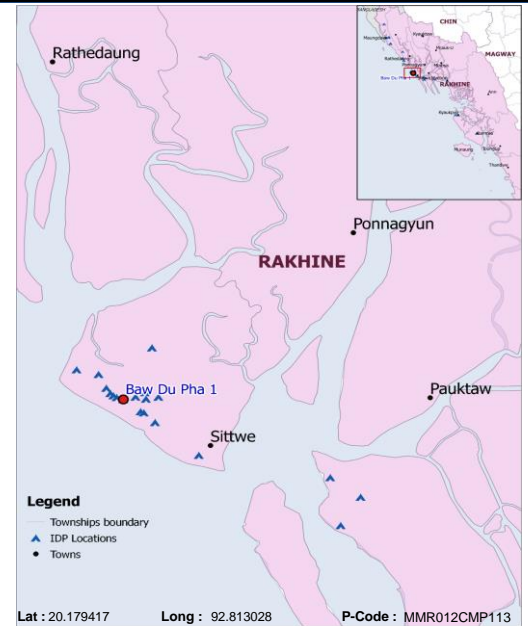 Rathedaung
Ponnagyun
RAKHINE
Baw Du Pha 1
Pauktaw
Sittwe
Legend
Townships boundary
IDP Locations
Towns
Lat : 20.179417 Long : 92.813028 P-Code : MMR012CMP113
CHIN
MAGWAY
RAKHINE